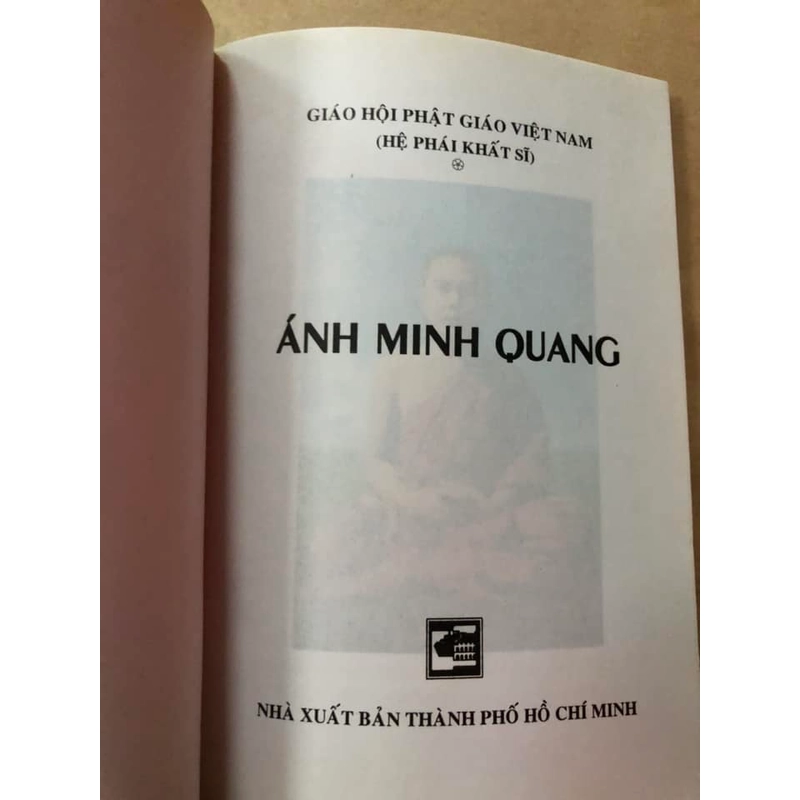 GIÁO HỘI PHẬT GIÁO VIỆT NAM
(HỆ PHÁI KHẤT SĨ)
ÁNH MINH QUANG
NHÀ XUẤT BẢN THÀNH PHỐ HỒ CHÍ MINH